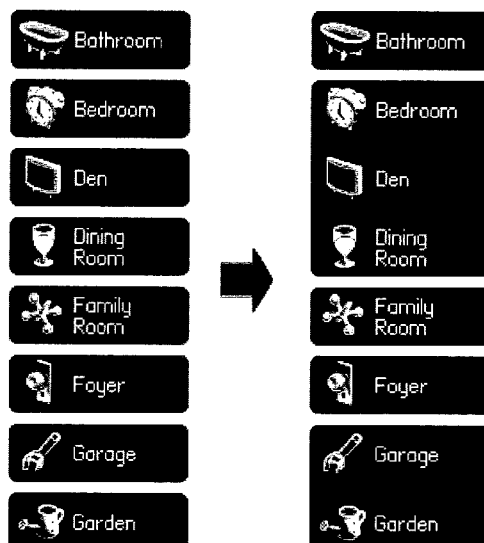 Bathroom
Bedroom
Den
Dining
Room
Family
Room
Foyer
Garage
Garden
Bathroom
Bedroom
Den
Dining
Room
Family
Room
Foyer
Garage
Garden